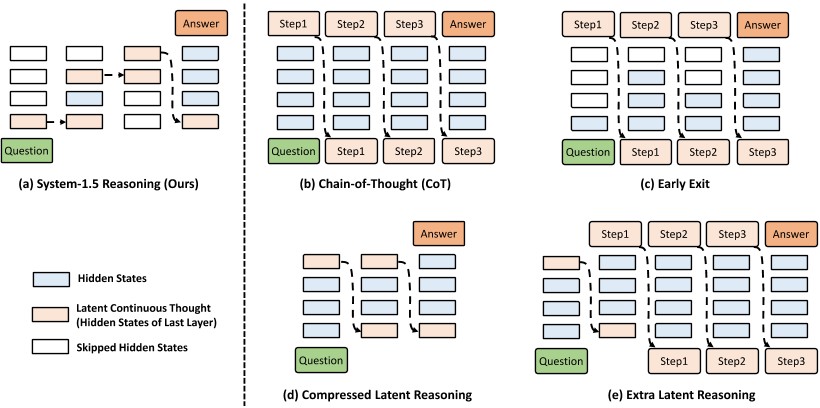 Answer
Question
(a) System-1.5 Reasoning (Ours)
Step1 Step2 Step3 Answer
Question Step1 Step2 Step3
(b) Chain-of-Thought (CoT)
Step1 Step2 Step3 Answer
Question Step1 Step2 Step3
(c) Early Exit
Hidden States
Latent Continuous Thought
(Hidden States of Last Layer)
Skipped Hidden States
Answer
Question
(d) Compressed Latent Reasoning
Step1 Step2 Step3 Answer
Question Step1 Step2 Step3
(e) Extra Latent Reasoning